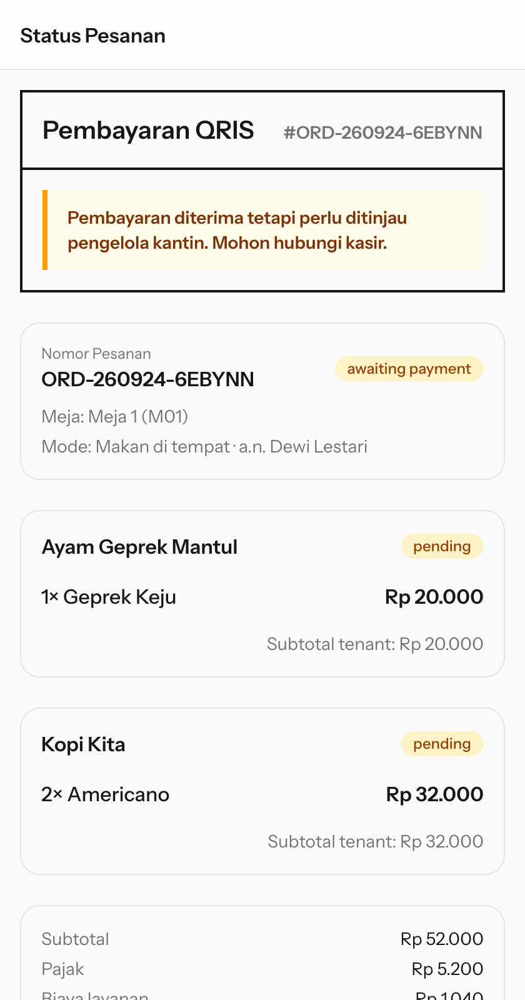 Status Pesanan
Pembayaran QRIS #ORD-260924-6EBYNN
Pembayaran diterima tetapi perlu ditinjau
pengelola kantin. Mohon hubungi kasir.
Nomor Pesanan
ORD-260924-6EBYNN
awaiting payment
Meja: Meja 1 (M01)
Mode: Makan di tempat · a.n. Dewi Lestari
Ayam Geprek Mantul pending
1× Geprek Keju Rp 20.000
Subtotal tenant: Rp 20.000
Kopi Kita pending
2× Americano Rp 32.000
Subtotal tenant: Rp 32.000
Subtotal Rp 52.000
Pajak Rp 5.200
Biaya layanan Rp 1.040